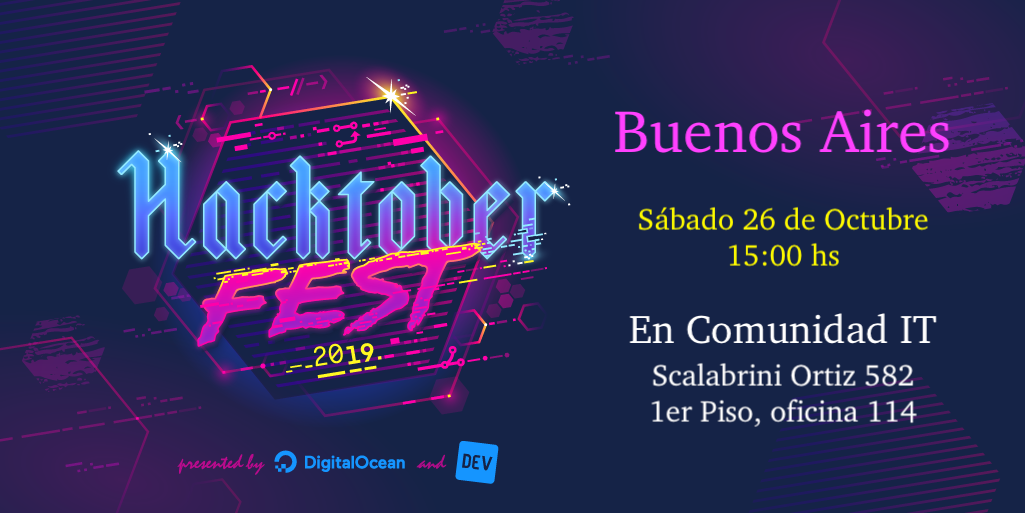 Hacktober
FEST
2019.
presented by DigitalOcean and DEV
Buenos Aires
Sábado 26 de Octubre
15:00 hs
En Comunidad IT
Scalabrini Ortiz 582
1er Piso, oficina 114